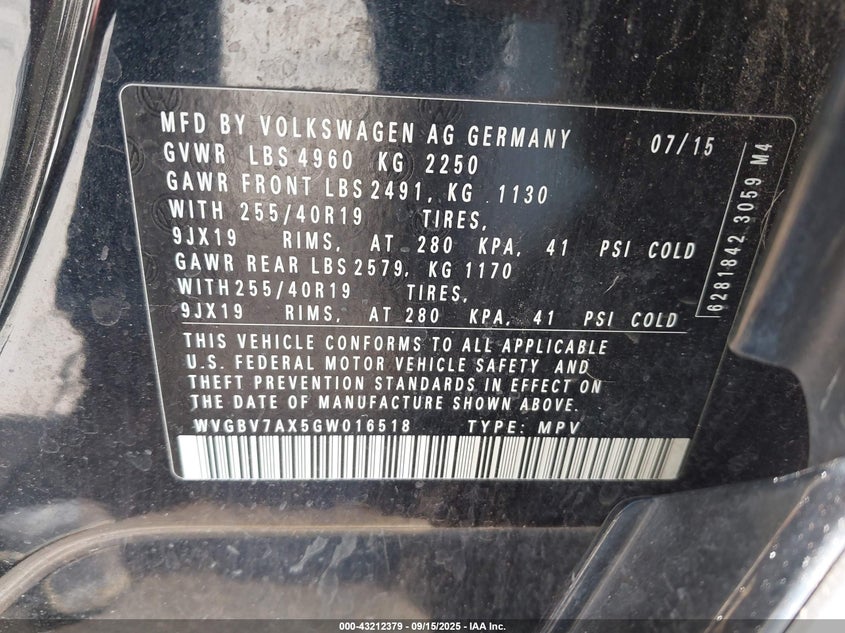 MFD BY VOLKSWAGEN AG GERMANY 07/15
GVWR LBS 4960 KG 2250
GAWR FRONT LBS 2491, KG 1130
WITH 255/40R19 TIRES,
9JX19 RIMS, AT 280 KPA, 41 PSI COLD
GAWR REAR LBS 2579, KG 1170
WITH255/40R19 TIRES,
9JX19 RIMS, AT 280 KPA, 41 PSI COLD
THIS VEHICLE CONFORMS TO ALL APPLICABLE
U.S. FEDERAL MOTOR VEHICLE SAFETY AND
THEFT PREVENTION STANDARDS IN EFFECT ON
THE DATE OF MANUFACTURE SHOWN ABOVE.
WVGBV7AX5GW016518 TYPE: MPV
6281842 3059 M4
000-43212379 - 09/15/2025 - IAA Inc.